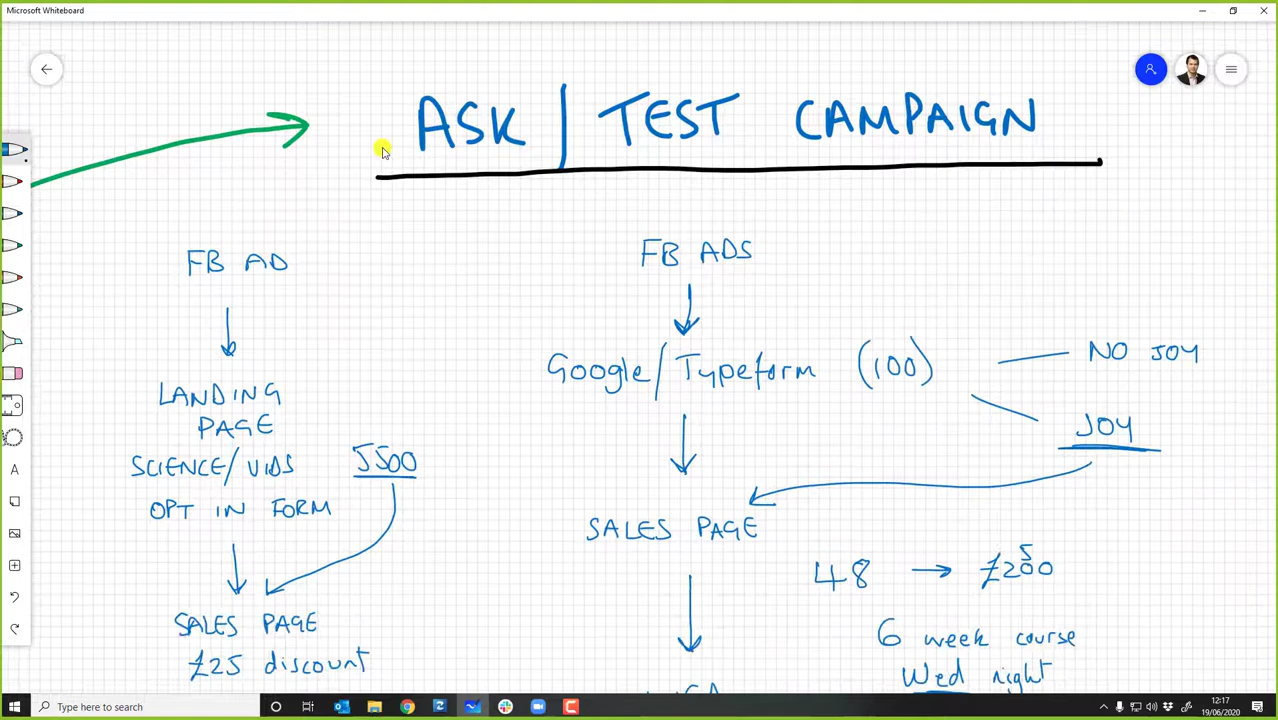 Microsoft Whiteboard
ASK | TEST CAMPAIGN
FB AD
LANDING
PAGE
SCIENCE/VIDS
5500
OPT IN FORM
SALES PAGE
£25 discount
FB ADS
Google/Typeform (100)
NO JOY
JOY
SALES PAGE
48 → £200
5
6 week course
Wed night
A
Type here to search
12:17
19/06/2020